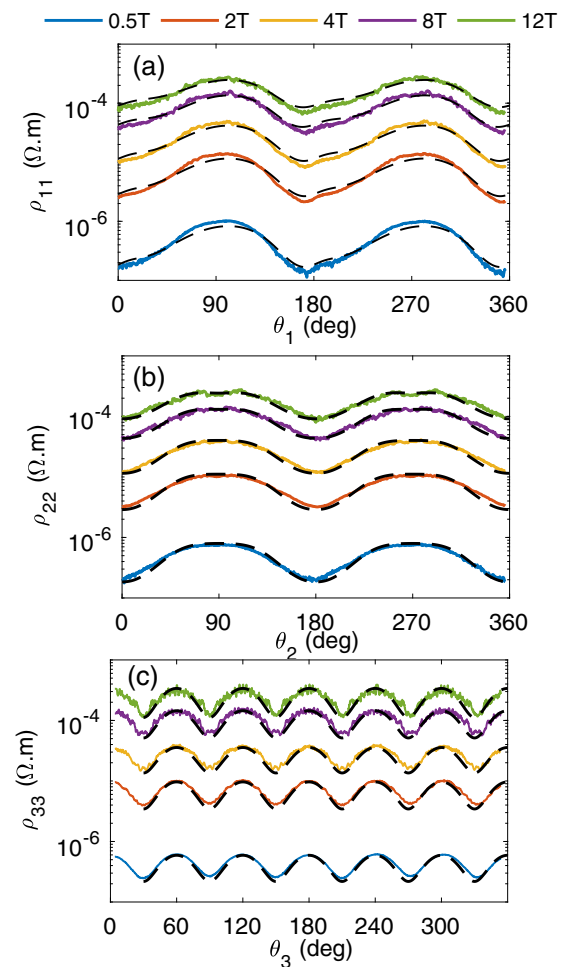 0.5T 2T 4T 8T 12T
(a)
10⁻⁴
10⁻⁶
ρ₁₁ (Ω.m)
0 90 180 270 360
θ₁ (deg)
(b)
10⁻⁴
10⁻⁶
ρ₂₂ (Ω.m)
0 90 180 270 360
θ₂ (deg)
(c)
10⁻⁴
10⁻⁶
ρ₃₃ (Ω.m)
0 60 120 180 240 300
θ₃ (deg)